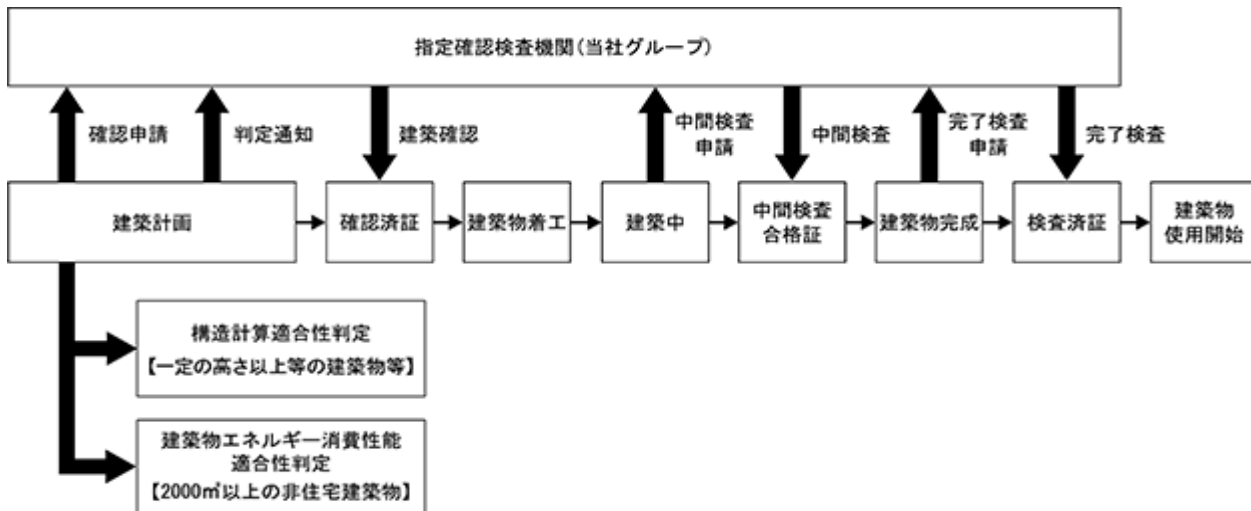 指定確認検査機関(当社グループ)
確認申請
判定通知
建築確認
中間検査
申請
中間検査
完了検査
申請
完了検査
建築計画
確認済証
建築物着工
建築中
中間検査
合格証
建築物完成
検査済証
建築物
使用開始
構造計算適合性判定
【一定の高さ以上等の建築物等】
建築物エネルギー消費性能
適合性判定
【2000㎡以上の非住宅建築物】